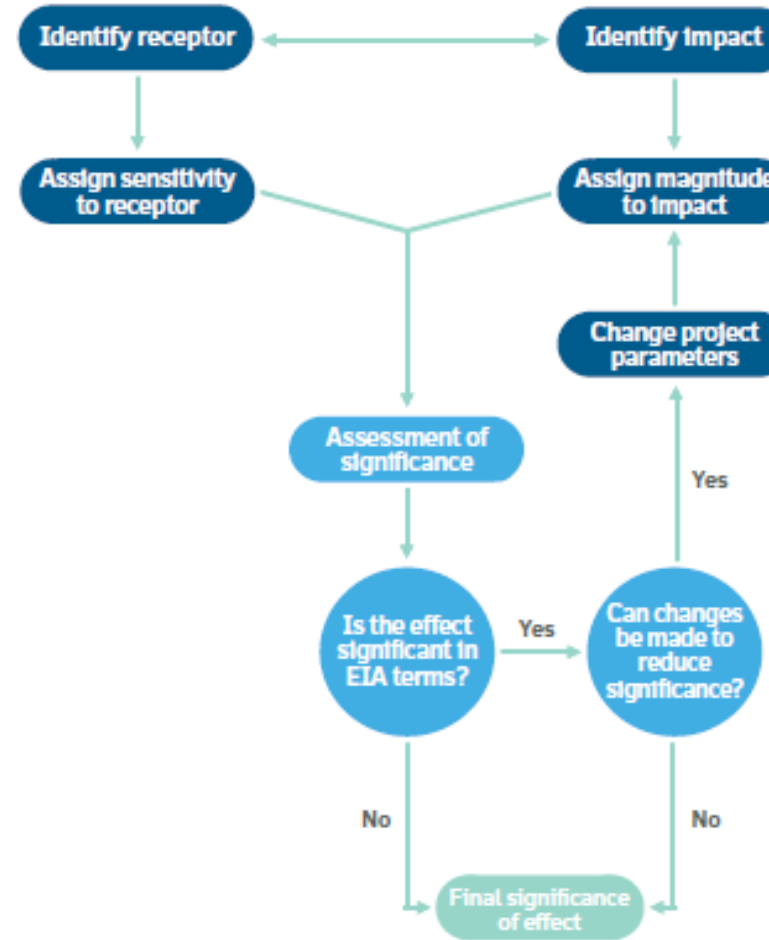 Identify receptor
Identify impact
Assign sensitivity
to receptor
Assign magnitude
to impact
Change project
parameters
Assessment of
significance
Yes
Is the effect
significant in
EIA terms?
Yes
Can changes
be made to
reduce
significance?
No
No
Final significance
of effect